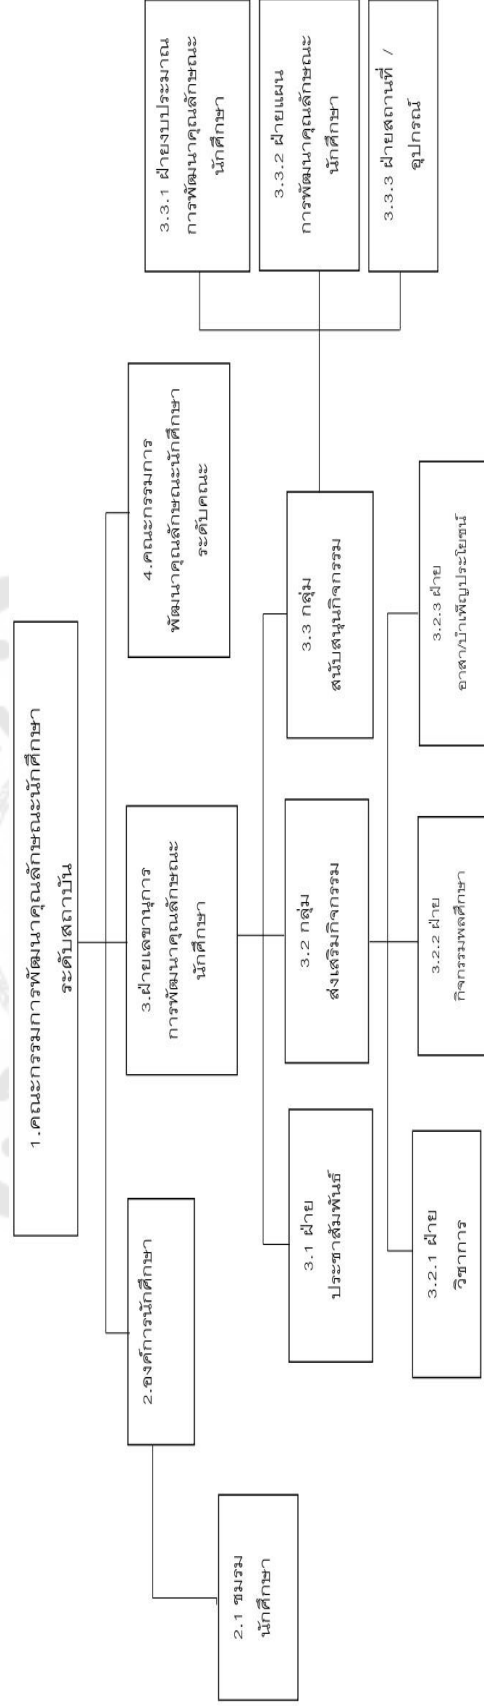 1.คณะกรรมการพัฒนาคุณลักษณะนักศึกษา
ระดับสถาบัน
2.องค์การนักศึกษา
2.1 ชมรม
นักศึกษา
3.ฝ่ายเลขานุการ
การพัฒนาคุณลักษณะ
นักศึกษา
4.คณะกรรมการ
พัฒนาคุณลักษณะนักศึกษา
ระดับคณะ
3.1 ฝ่าย
ประชาสัมพันธ์
3.2 กลุ่ม
ส่งเสริมกิจกรรม
3.3 กลุ่ม
สนับสนุนกิจกรรม
3.2.1 ฝ่าย
วิชาการ
3.2.2 ฝ่าย
กิจกรรมพลศึกษา
3.2.3 ฝ่าย
อาสา/บำเพ็ญประโยชน์
3.3.1 ฝ่ายงบประมาณ
การพัฒนาคุณลักษณะ
นักศึกษา
3.3.2 ฝ่ายแผน
การพัฒนาคุณลักษณะ
นักศึกษา
3.3.3 ฝ่ายสถานที่ /
อุปกรณ์